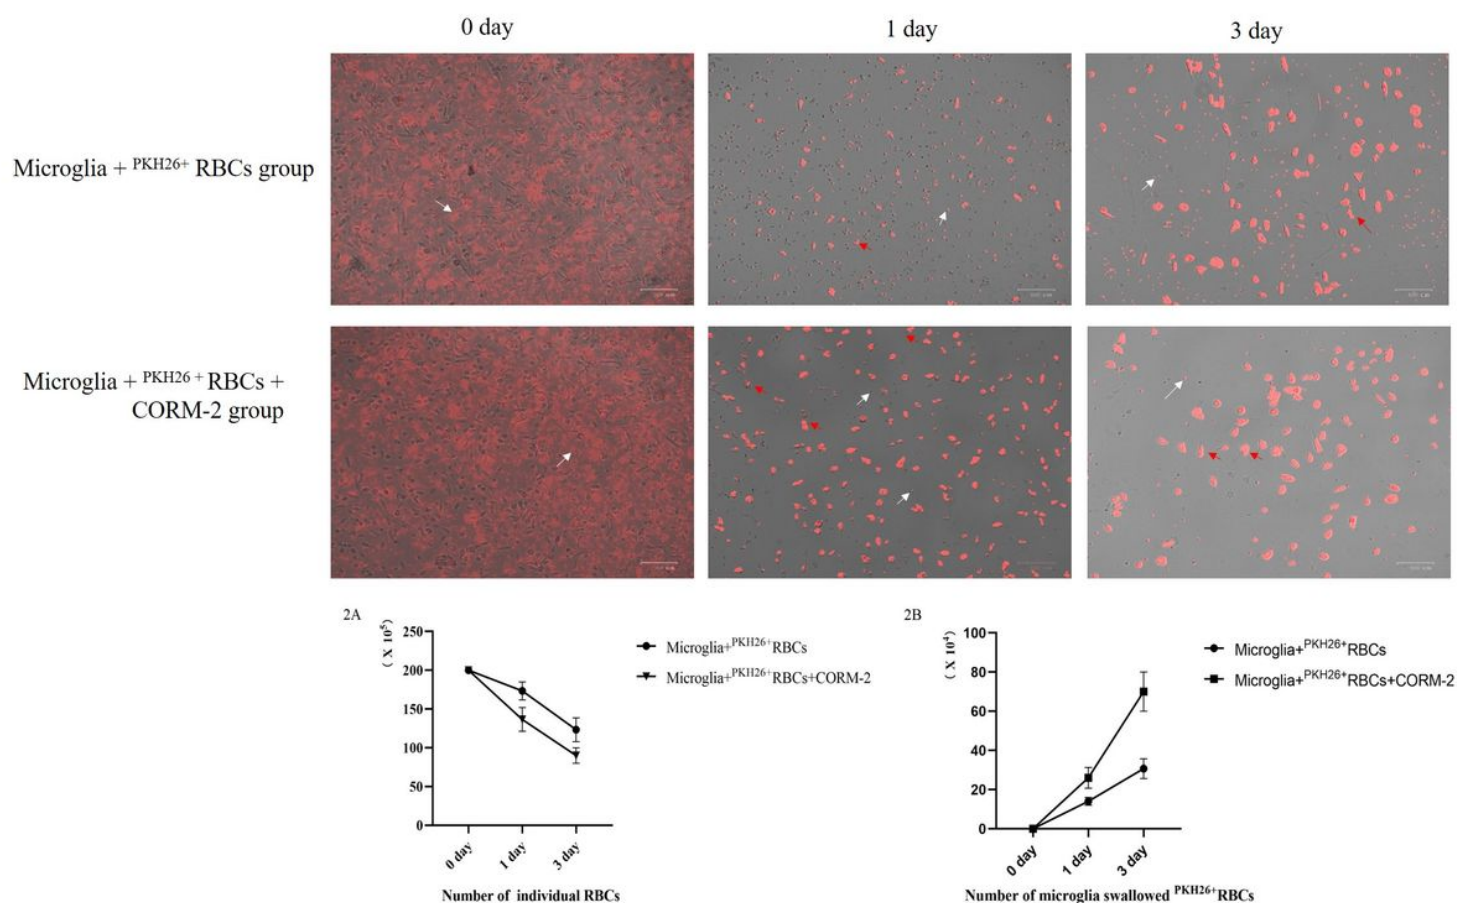 0 day
1 day
3 day
Microglia + PKH26+ RBCs group
Microglia + PKH26 + RBCs +
CORM-2 group
2A
( X 10⁵)
250
200
150
100
50
0
0 day
1 day
3 day
Number of individual RBCs
Microglia+PKH26+RBCs
Microglia+PKH26+RBCs+CORM-2
2B
( X 10⁴)
100
80
60
40
20
0
0 day
1 day
3 day
Number of microglia swallowed PKH26+RBCs
Microglia+PKH26+RBCs
Microglia+PKH26+RBCs+CORM-2